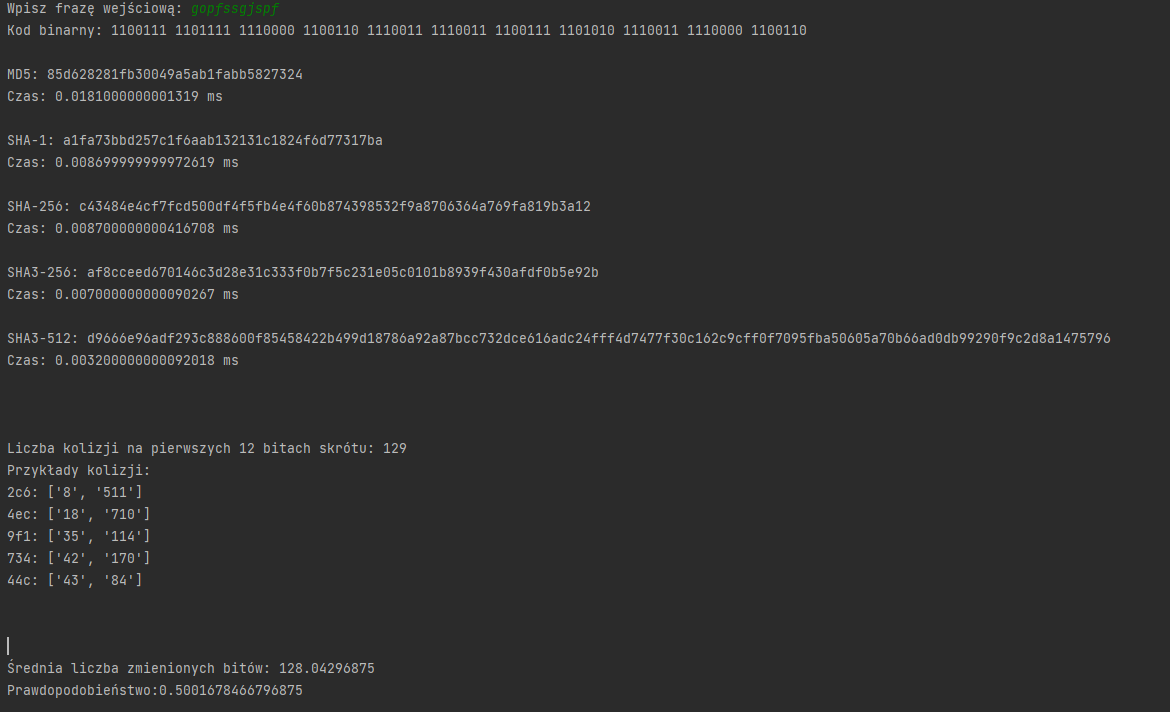 Wpisz frazę wejściową: gopfssgjspf
Kod binarny: 1100111 1101111 1110000 1100110 1110011 1110011 1100111 1101010 1110011 1110000 1100110
MD5: 85d628281fb30049a5ab1fabb5827324
Czas: 0.0181000000001319 ms
SHA-1: a1fa73bbd257c1f6aab132131c1824f6d77317ba
Czas: 0.008699999999972619 ms
SHA-256: c43484e4cf7fcd500df4f5fb4e4f60b874398532f9a8706364a769fa819b3a12
Czas: 0.008700000000416708 ms
SHA3-256: af8cceed670146c3d28e31c333f0b7f5c231e05c0101b8939f430afdf0b5e92b
Czas: 0.007000000000090267 ms
SHA3-512: d9666e96adf293c888600f85458422b499d18786a92a87bcc732dce616adc24fff4d7477f30c162c9cff0f7095fba50605a70b66ad0db99290f9c2d8a1475796
Czas: 0.003200000000092018 ms
Liczba kolizji na pierwszych 12 bitach skrótu: 129
Przykłady kolizji:
2c6: ['8', '511']
4ec: ['18', '710']
9f1: ['35', '114']
734: ['42', '170']
44c: ['43', '84']
Średnia liczba zmienionych bitów: 128.04296875
Prawdopodobieństwo:0.5001678466796875